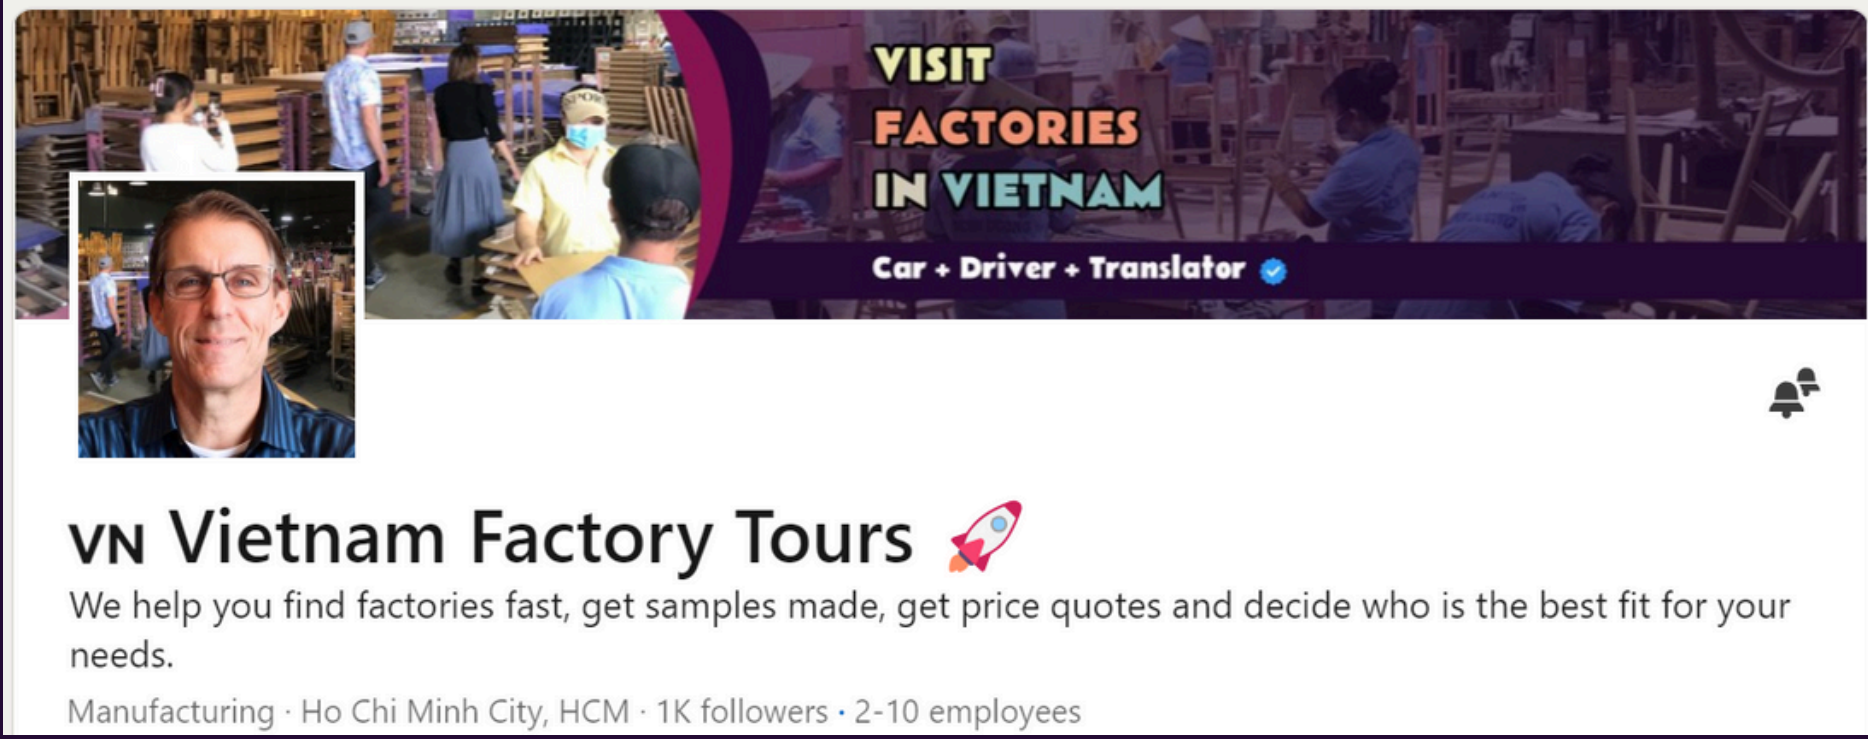 VISIT
FACTORIES
IN VIETNAM
Car + Driver + Translator
VN Vietnam Factory Tours 🚀
We help you find factories fast, get samples made, get price quotes and decide who is the best fit for your
needs.
Manufacturing · Ho Chi Minh City, HCM · 1K followers · 2-10 employees